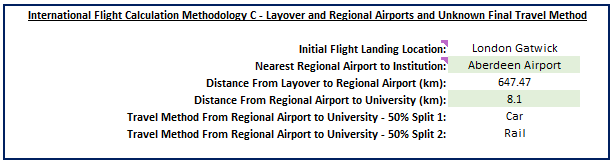 International Flight Calculation Methodology C - Layover and Regional Airports and Unknown Final Travel Method
Initial Flight Landing Location: London Gatwick
Nearest Regional Airport to Institution: Aberdeen Airport
Distance From Layover to Regional Airport (km): 647.47
Distance From Regional Airport to University (km): 8.1
Travel Method From Regional Airport to University - 50% Split 1: Car
Travel Method From Regional Airport to University - 50% Split 2: Rail